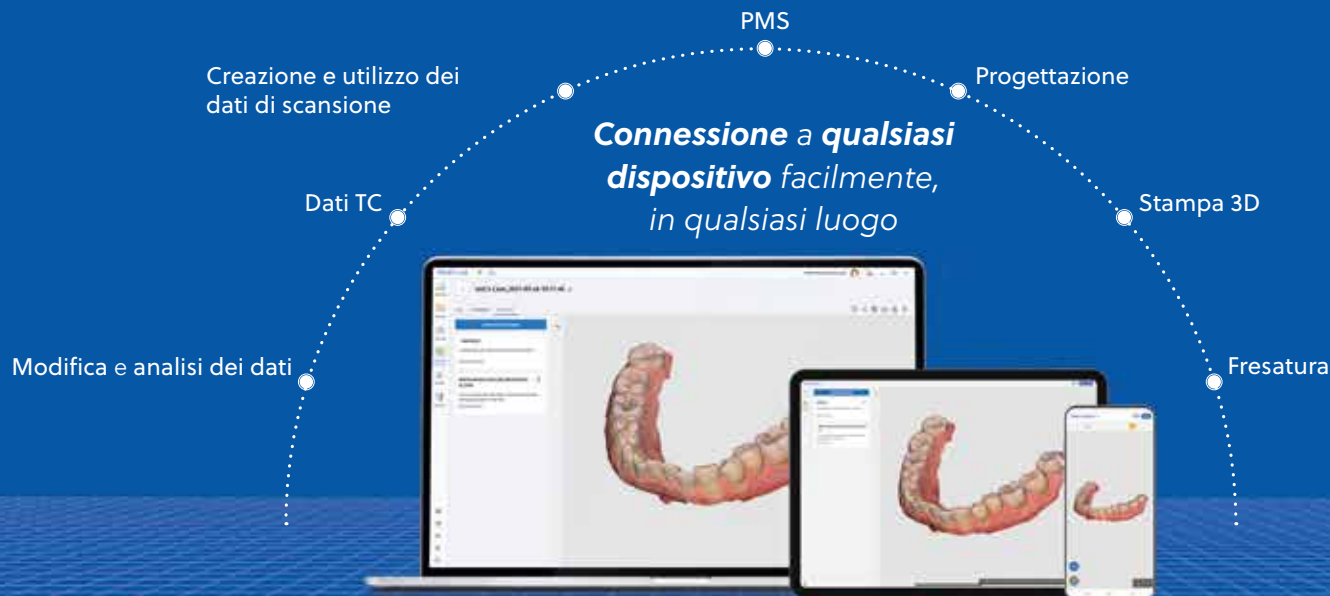 PMS
Creazione e utilizzo dei
dati di scansione
Progettazione
Connessione a qualsiasi
dispositivo facilmente,
in qualsiasi luogo
Dati TC
Stampa 3D
Modifica e analisi dei dati
Fresatura